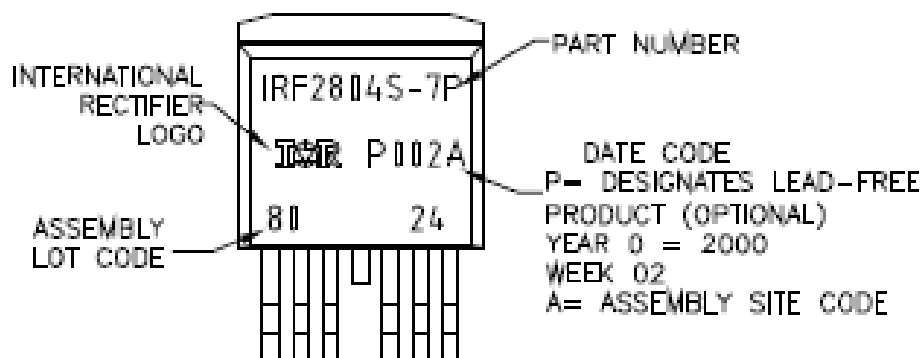 PART NUMBER
INTERNATIONAL
RECTIFIER
LOGO
IRF2804S-7P
IOR P002A
80 24
ASSEMBLY
LOT CODE
DATE CODE
P= DESIGNATES LEAD-FREE
PRODUCT (OPTIONAL)
YEAR 0 = 2000
WEEK 02
A= ASSEMBLY SITE CODE